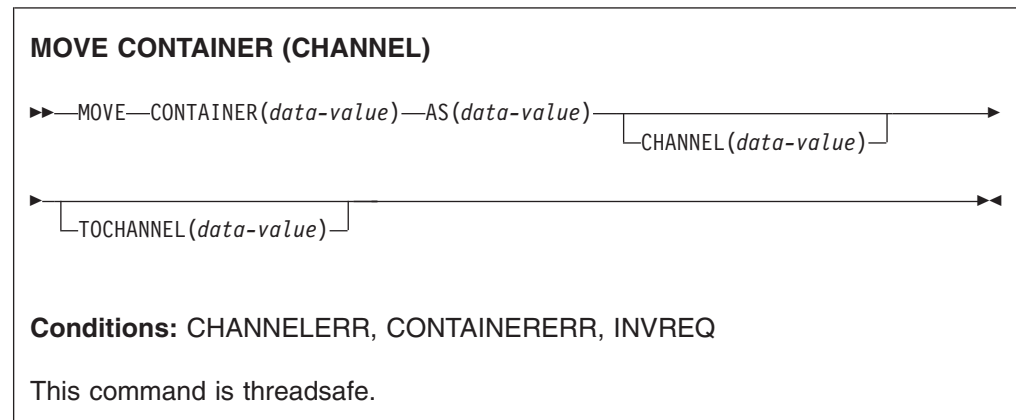 MOVE CONTAINER (CHANNEL)
MOVE CONTAINER(data-value) AS(data-value)
CHANNEL(data-value)
TOCHANNEL(data-value)
Conditions: CHANNELERR, CONTAINERERR, INVREQ
This command is threadsafe.